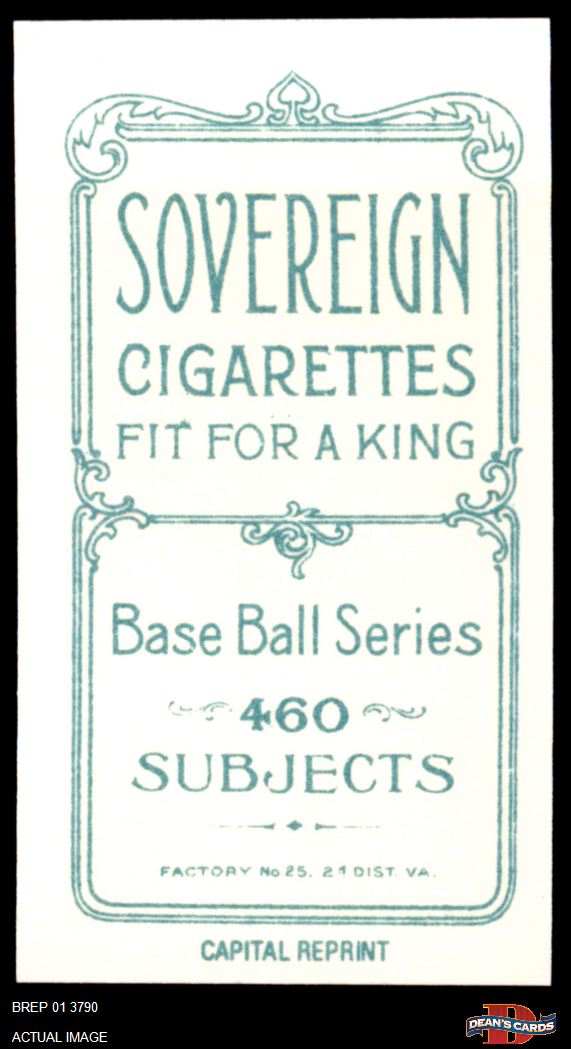 SOVEREIGN
CIGARETTES
FIT FOR A KING
Base Ball Series
460
SUBJECTS
FACTORY No 25. 2d DIST. VA.
CAPITAL REPRINT
BREP 01 3790
ACTUAL IMAGE
DEAN'S CARDS